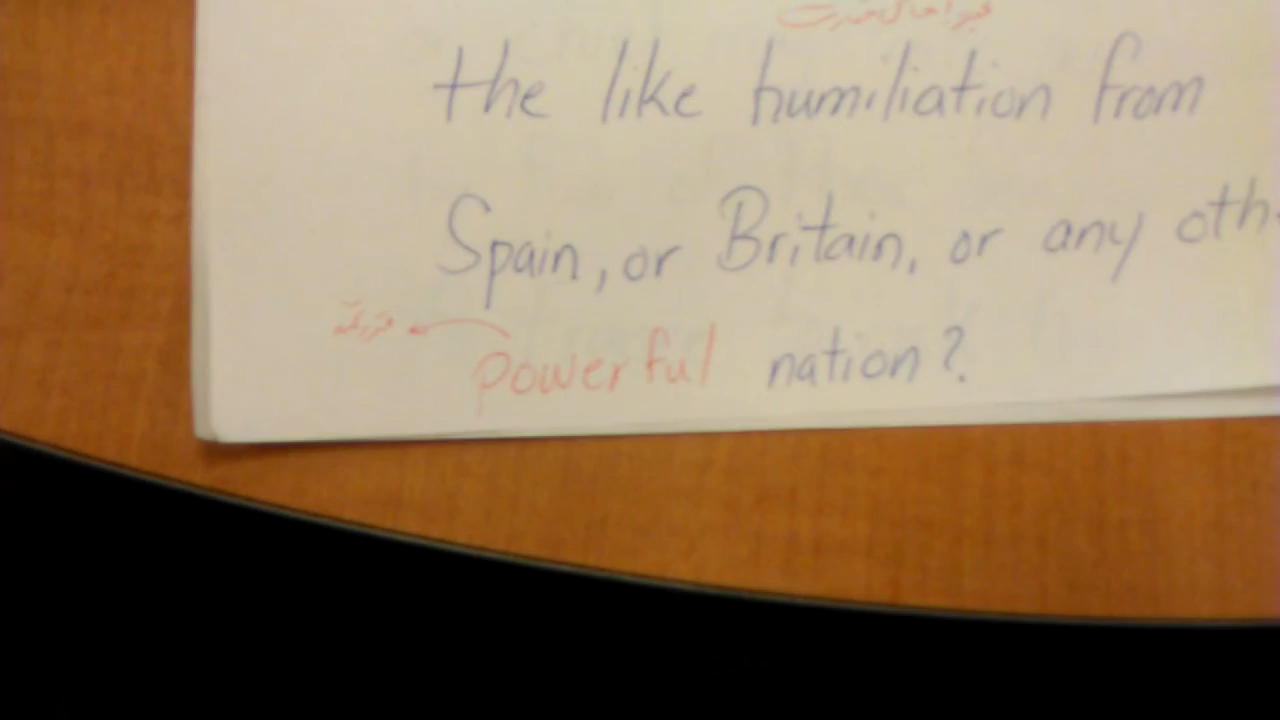 the like humiliation from
Spain, or Britain, or any oth
powerful nation?